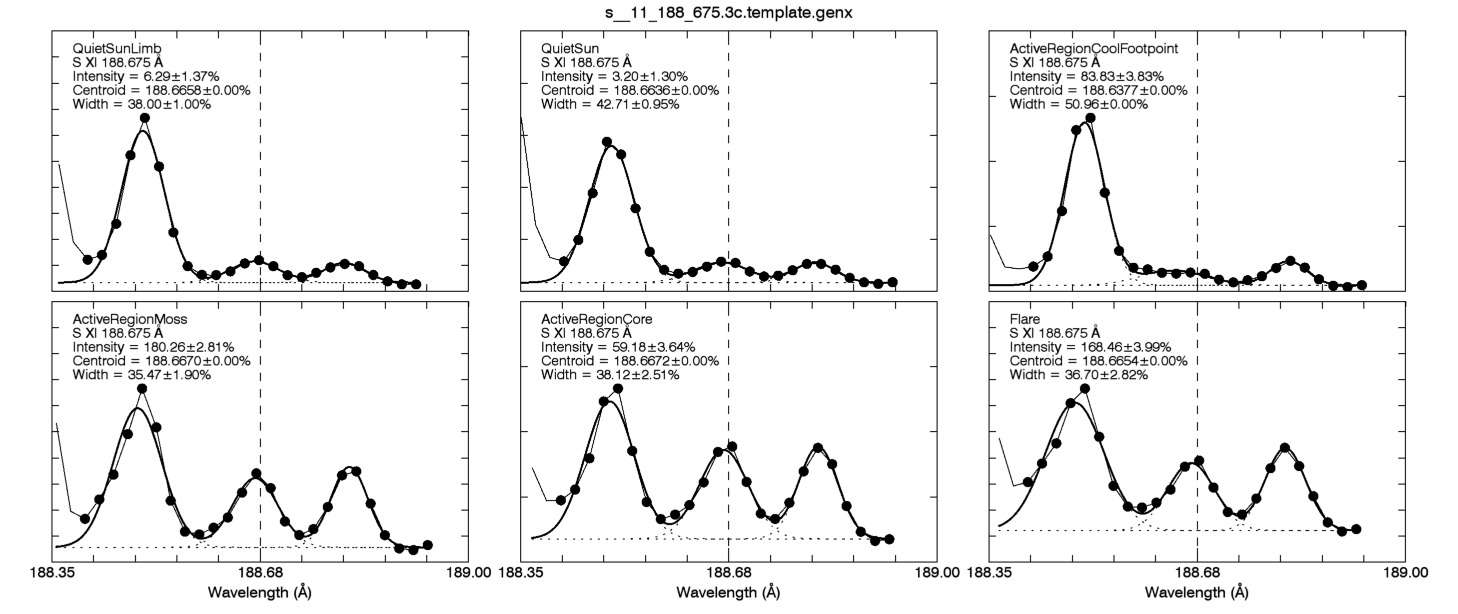 s__11_188_675.3c.template.genx
QuietSunLimb
S XI 188.675 Å
Intensity = 6.29±1.37%
Centroid = 188.6658±0.00%
Width = 38.00±1.00%
QuietSun
S XI 188.675 Å
Intensity = 3.20±1.30%
Centroid = 188.6636±0.00%
Width = 42.71±0.95%
ActiveRegionCoolFootpoint
S XI 188.675 Å
Intensity = 83.83±3.83%
Centroid = 188.6377±0.00%
Width = 50.96±0.00%
ActiveRegionMoss
S XI 188.675 Å
Intensity = 180.26±2.81%
Centroid = 188.6670±0.00%
Width = 35.47±1.90%
ActiveRegionCore
S XI 188.675 Å
Intensity = 59.18±3.64%
Centroid = 188.6672±0.00%
Width = 38.12±2.51%
Flare
S XI 188.675 Å
Intensity = 168.46±3.99%
Centroid = 188.6654±0.00%
Width = 36.70±2.82%
188.35 188.68 189.00
Wavelength (Å)
188.35 188.68 189.00
Wavelength (Å)
188.35 188.68 189.00
Wavelength (Å)